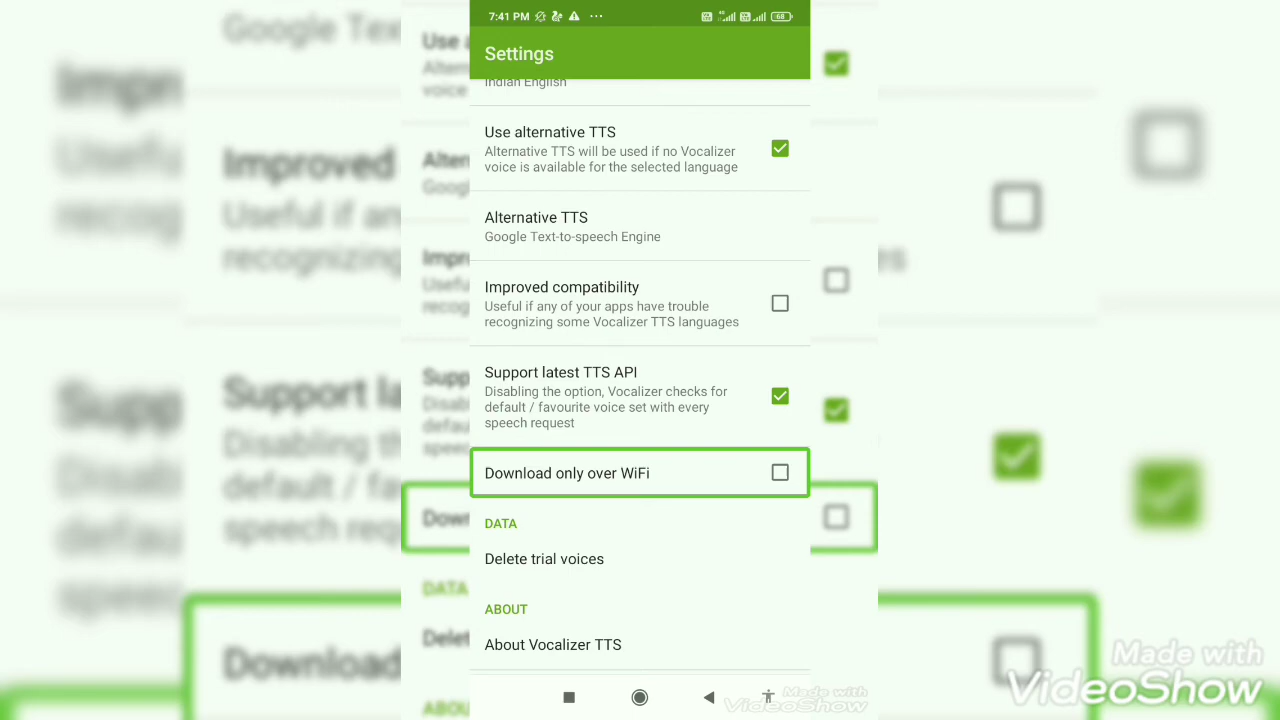 7:41 PM
68
Settings
Indian English
Use alternative TTS
Alternative TTS will be used if no Vocalizer
voice is available for the selected language
Alternative TTS
Google Text-to-speech Engine
Improved compatibility
Useful if any of your apps have trouble
recognizing some Vocalizer TTS languages
Support latest TTS API
Disabling the option, Vocalizer checks for
default / favourite voice set with every
speech request
Download only over WiFi
DATA
Delete trial voices
ABOUT
About Vocalizer TTS
Made with
VideoShow
Made with
VideoShow